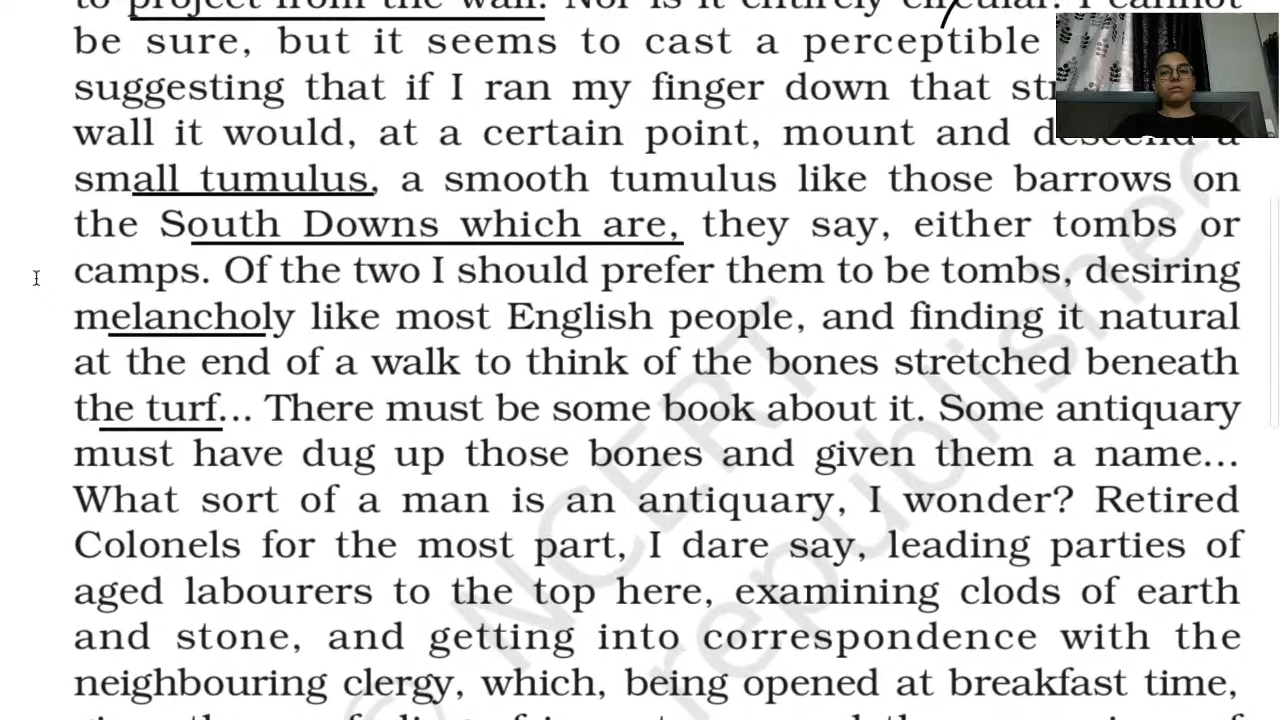 to project from the wall. Nor is it entirely circular. I cannot
be sure, but it seems to cast a perceptible
suggesting that if I ran my finger down that
wall it would, at a certain point, mount and descend a
small tumulus, a smooth tumulus like those barrows on
the South Downs which are, they say, either tombs or
camps. Of the two I should prefer them to be tombs, desiring
melancholy like most English people, and finding it natural
at the end of a walk to think of the bones stretched beneath
the turf... There must be some book about it. Some antiquary
must have dug up those bones and given them a name...
What sort of a man is an antiquary, I wonder? Retired
Colonels for the most part, I dare say, leading parties of
aged labourers to the top here, examining clods of earth
and stone, and getting into correspondence with the
neighbouring clergy, which, being opened at breakfast time,
© NCERT
republished